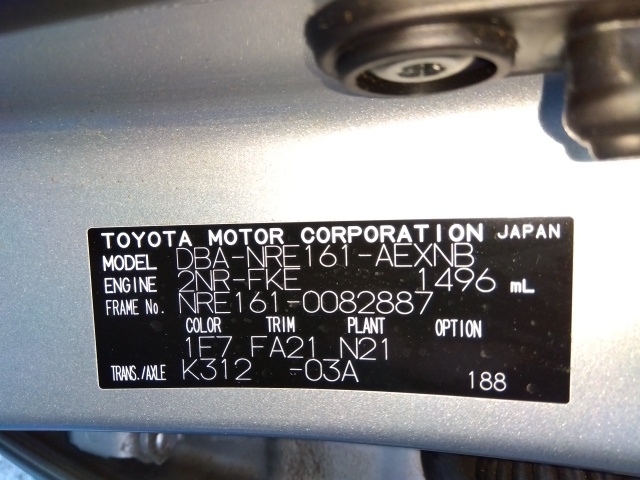 TOYOTA MOTOR CORPORATION JAPAN
MODEL DBA-NRE161-AEXNB
ENGINE 2NR-FKE 1496 mL
FRAME No. NRE161-0082887
COLOR TRIM PLANT OPTION
1F7 FA21 N21
TRANS./AXLE K312 -03A 188